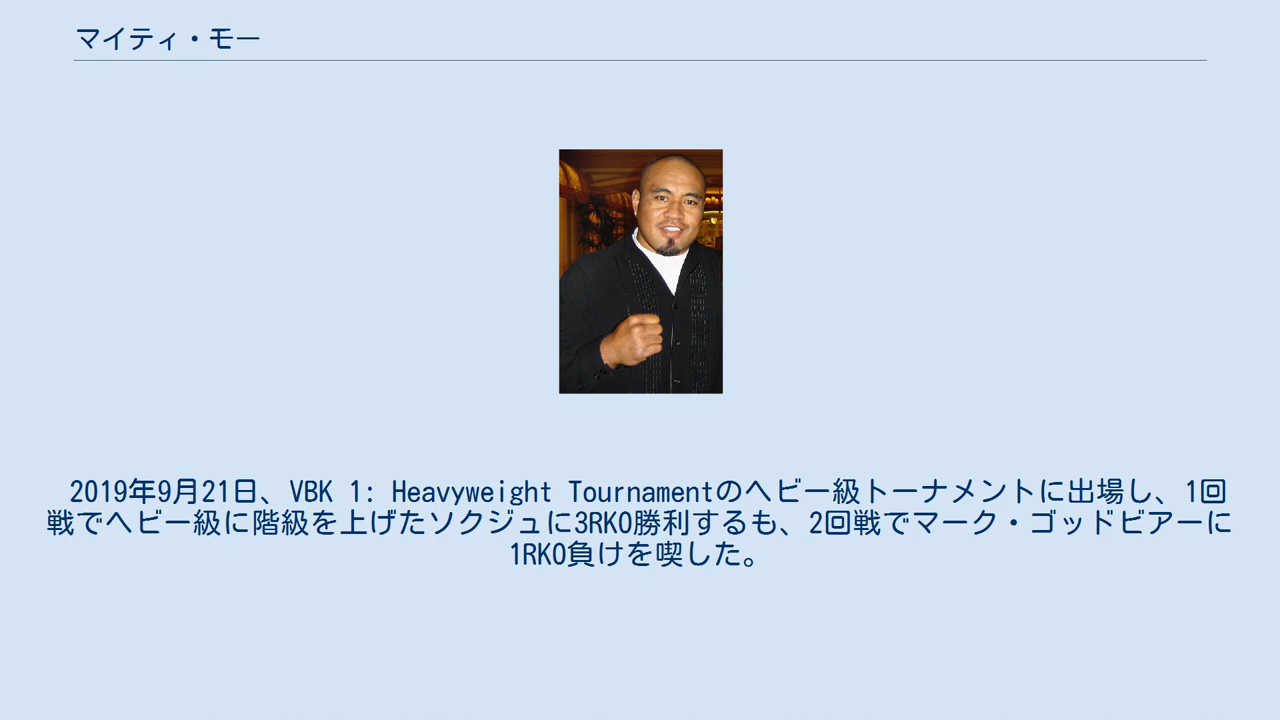 マイティ・モー
2019年9月21日、VBK 1: Heavyweight Tournamentのヘビー級トーナメントに出場し、1回
戦でヘビー級に階級を上げたソクジュに3RKO勝利するも、2回戦でマーク・ゴッドビアーに
1RKO負けを喫した。